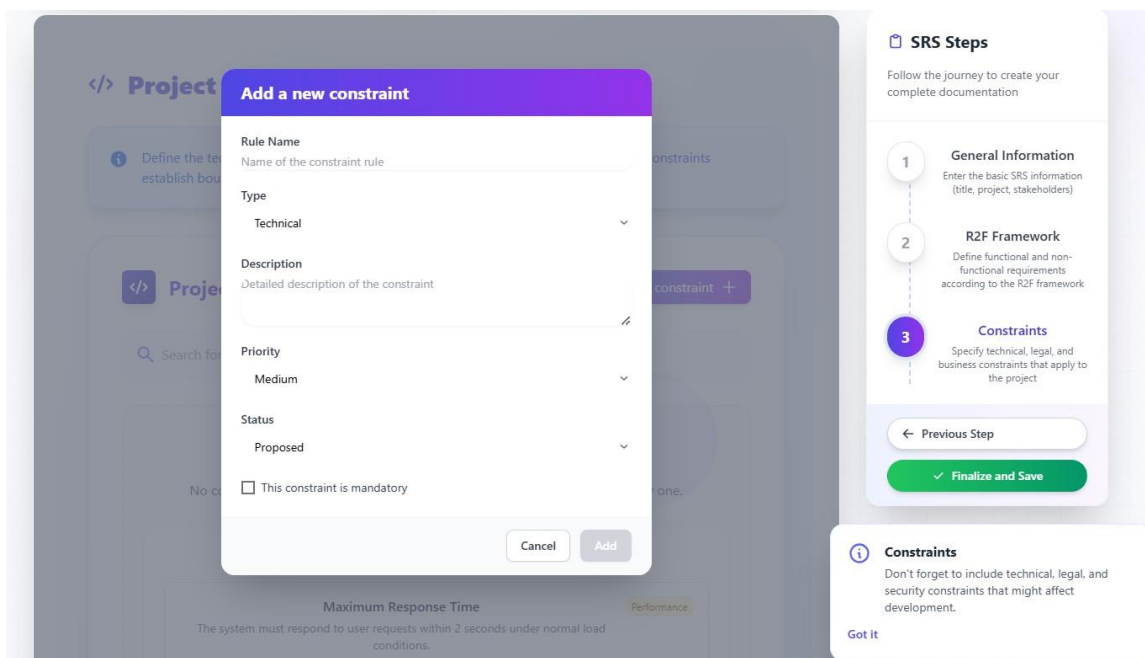 </> Project
Define the te
onstraints
establish bou
</> Proje
constraint +
Search for
No co
one.
Maximum Response Time
Performance
The system must respond to user requests within 2 seconds under normal load
conditions.
Add a new constraint
Rule Name
Name of the constraint rule
Type
Technical
Description
Detailed description of the constraint
Priority
Medium
Status
Proposed
This constraint is mandatory
Cancel
Add
SRS Steps
Follow the journey to create your
complete documentation
1
General Information
Enter the basic SRS information
(title, project, stakeholders)
2
R2F Framework
Define functional and non-
functional requirements
according to the R2F framework
3
Constraints
Specify technical, legal, and
business constraints that apply to
the project
← Previous Step
✓ Finalize and Save
Constraints
Don't forget to include technical, legal, and
security constraints that might affect
development.
Got it